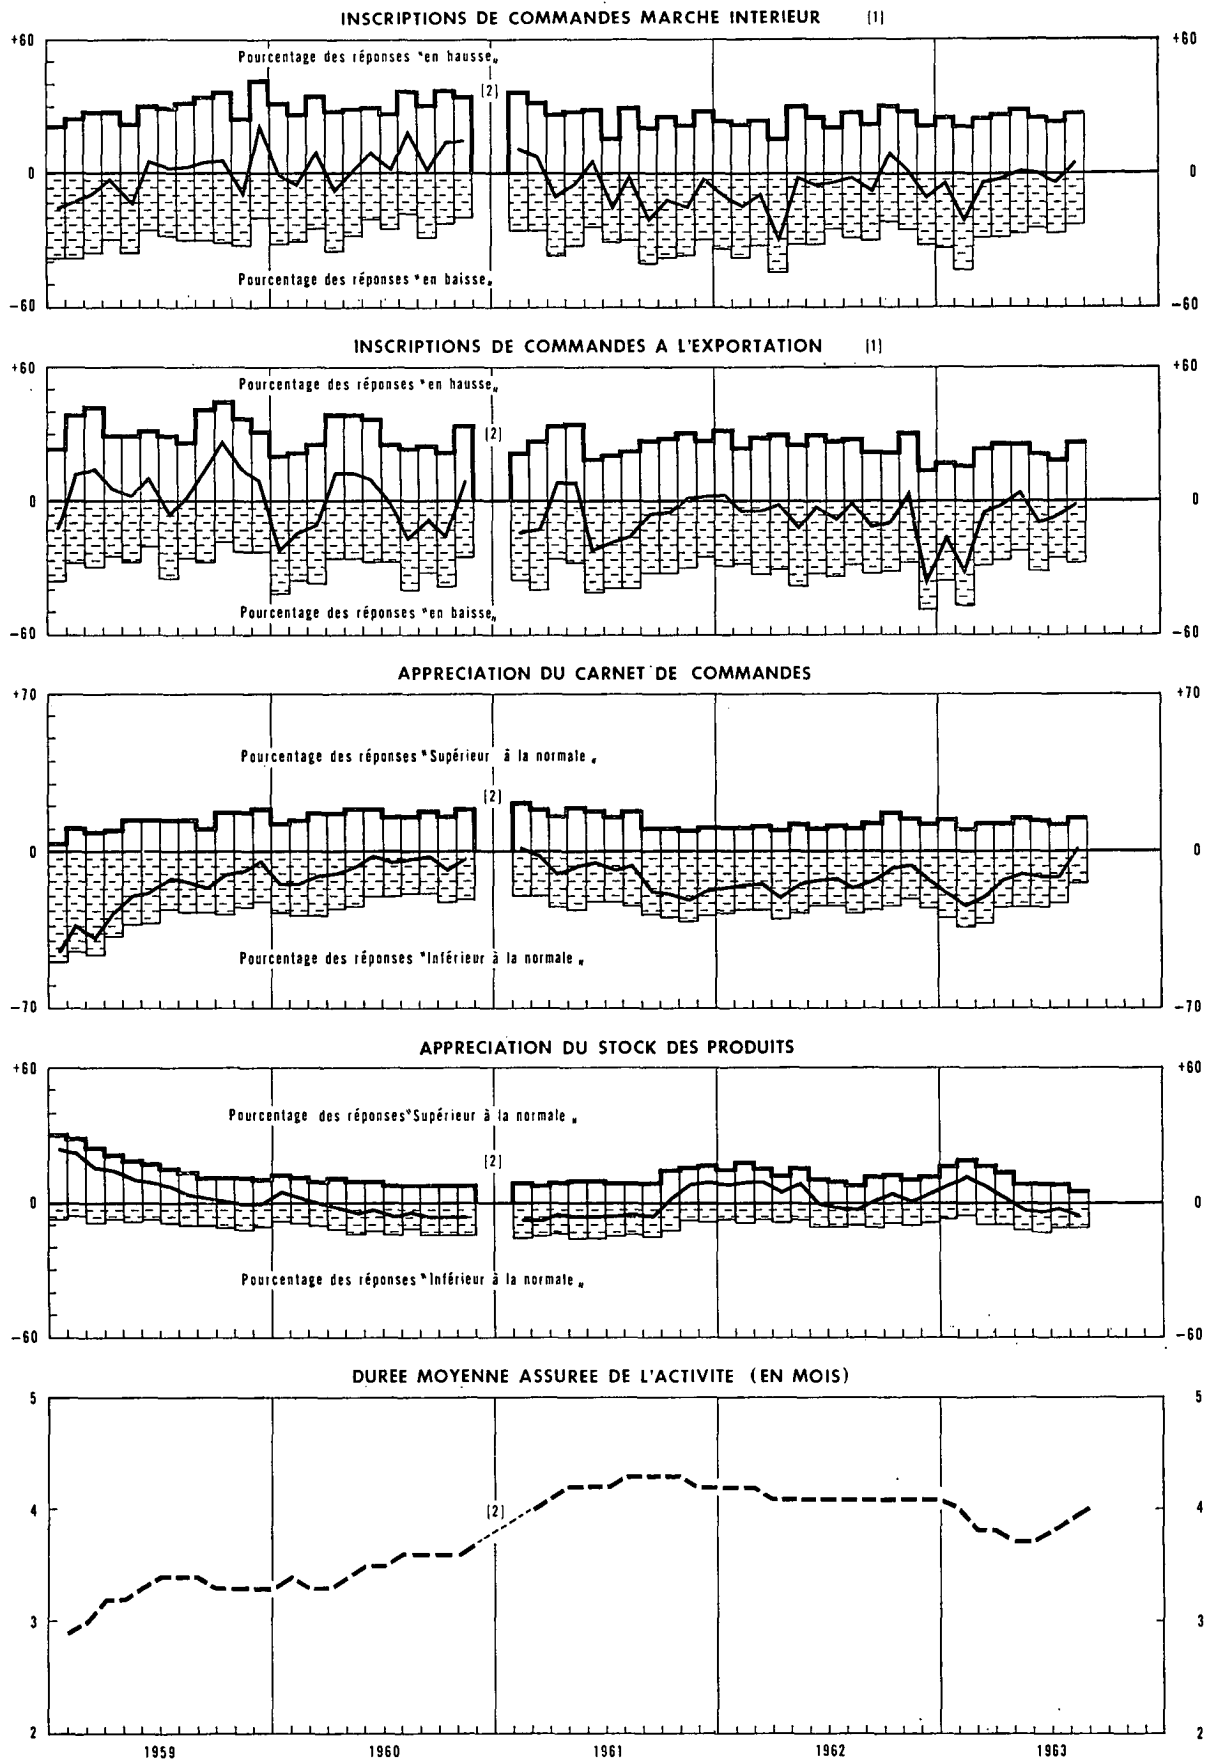 INSCRIPTIONS DE COMMANDES MARCHE INTERIEUR [1]
+60 +60
Pourcentage des réponses "en hausse„
[2]
0 0
Pourcentage des réponses "en baisse„
-60 -60
INSCRIPTIONS DE COMMANDES A L'EXPORTATION [1]
+60 +60
Pourcentage des réponses "en hausse„
[2]
0 0
Pourcentage des réponses "en baisse„
-60 -60
APPRECIATION DU CARNET DE COMMANDES
+70 +70
Pourcentage des réponses "Supérieur à la normale„
[2]
0 0
Pourcentage des réponses "Inférieur à la normale„
-70 -70
APPRECIATION DU STOCK DES PRODUITS
+60 +60
Pourcentage des réponses "Supérieur à la normale„
[2]
0 0
Pourcentage des réponses "Inférieur à la normale„
-60 -60
DUREE MOYENNE ASSUREE DE L'ACTIVITE (EN MOIS)
5 5
4 [2] 4
3 3
2 2
1959 1960 1961 1962 1963